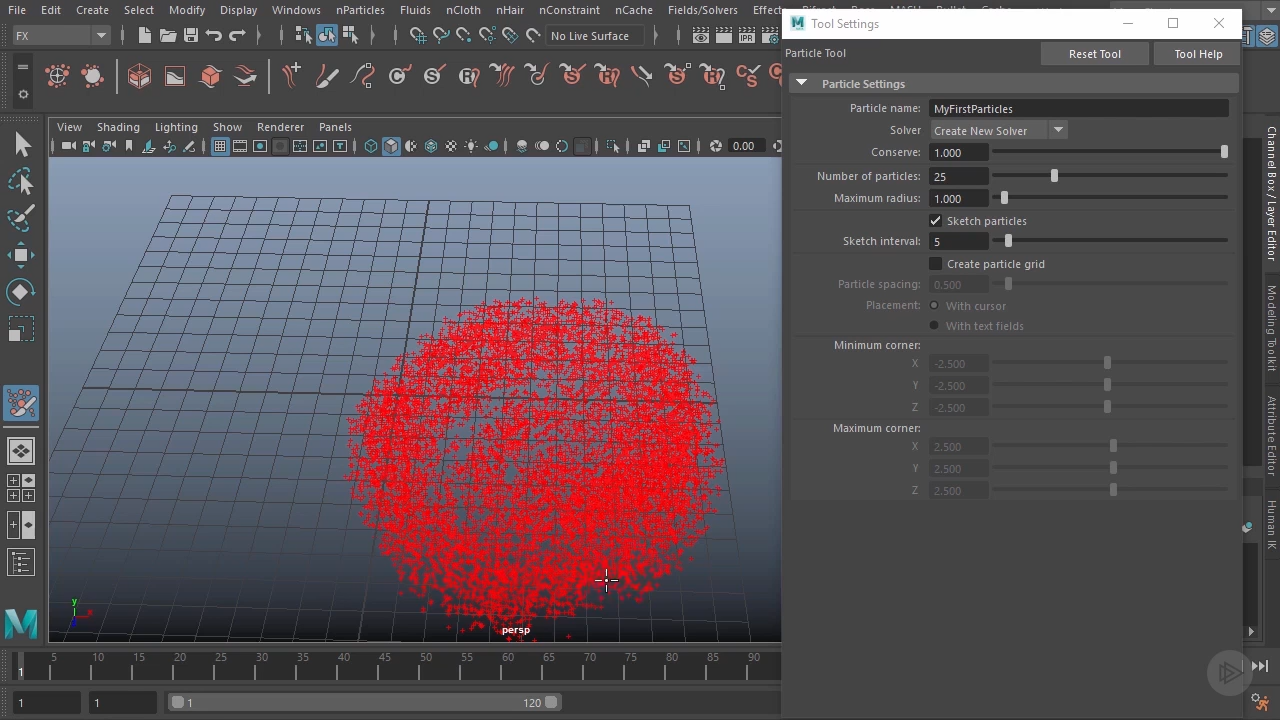 File Edit Create Select Modify Display Windows nParticles Fluids nCloth nHair nConstraint nCache Fields/Solvers
Tool Settings
FX
No Live Surface
IPR
Particle Tool
Reset Tool
Tool Help
Particle Settings
Particle name: MyFirstParticles
Solver Create New Solver
Conserve: 1.000
Number of particles: 25
Maximum radius: 1.000
Sketch particles
Sketch interval: 5
Create particle grid
Particle spacing: 0.500
Placement: With cursor
With text fields
Minimum corner:
X -2.500
Y -2.500
Z -2.500
Maximum corner:
X 2.500
Y 2.500
Z 2.500
View Shading Lighting Show Renderer Panels
0.00
Channel Box / Layer Editor
Modeling Toolkit
Attribute Editor
Human IK
y
x
persp
5 10 15 20 25 30 35 40 45 50 55 60 65 70 75 80 85 90
1
1
1
1
120